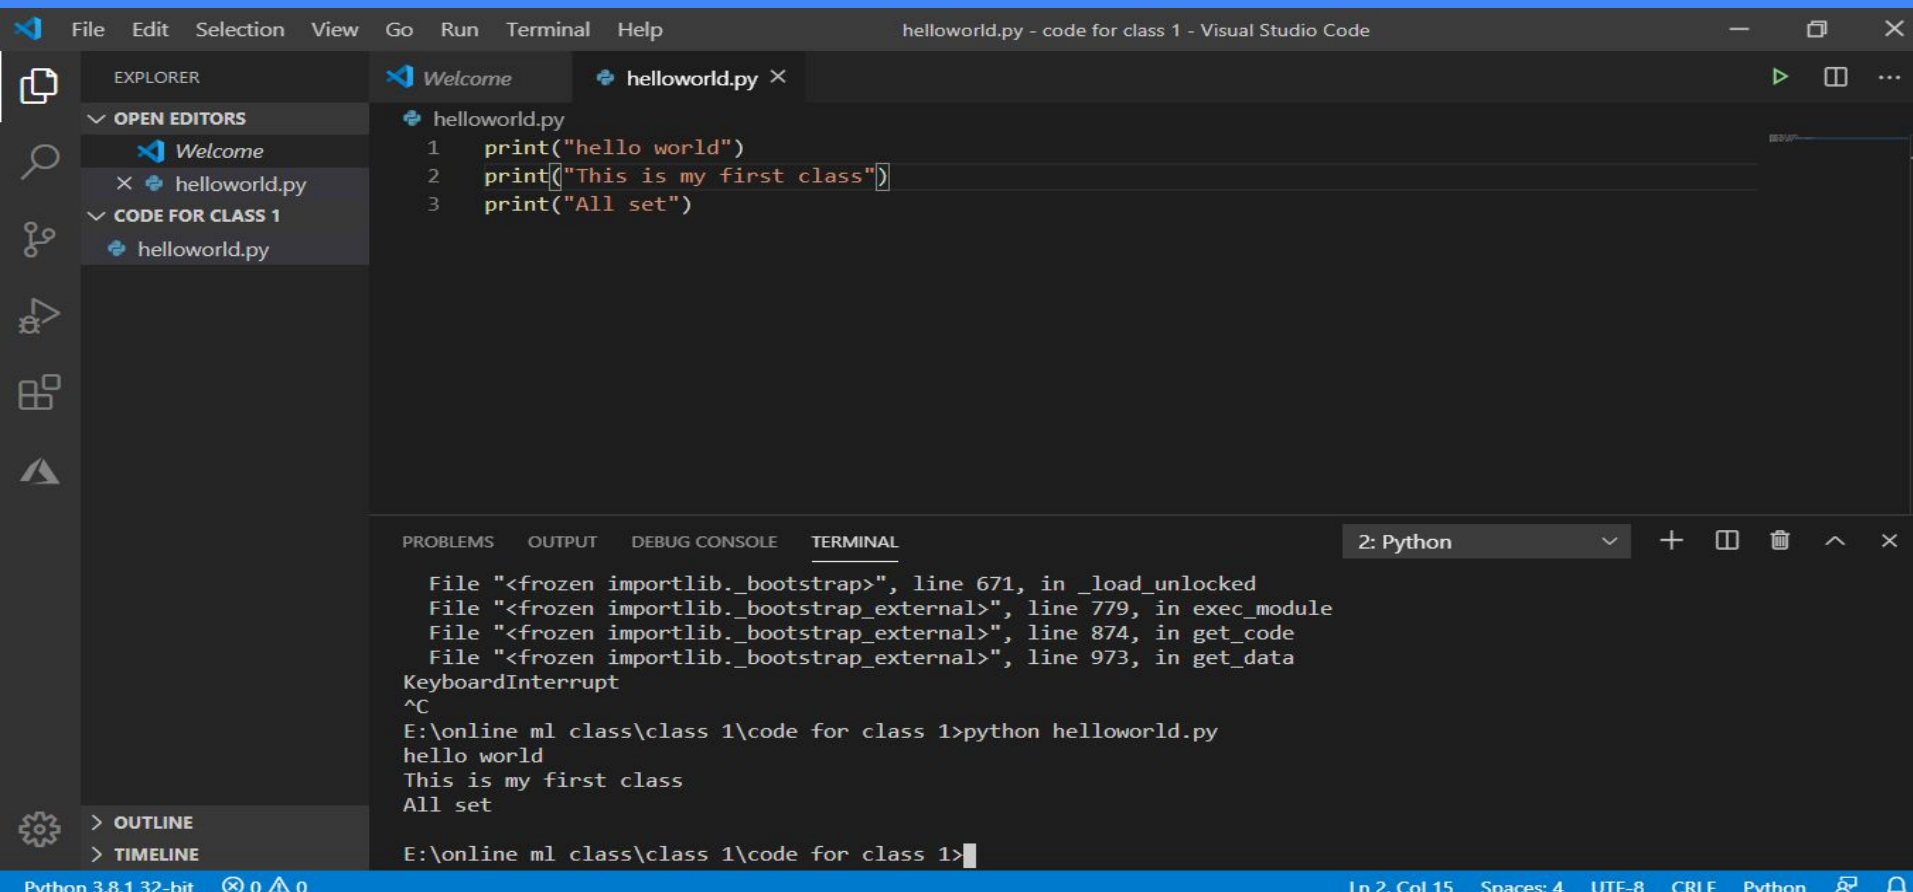 File Edit Selection View Go Run Terminal Help helloworld.py - code for class 1 - Visual Studio Code
EXPLORER
OPEN EDITORS
Welcome
helloworld.py
CODE FOR CLASS 1
helloworld.py
OUTLINE
TIMELINE
Welcome helloworld.py
helloworld.py
1 print("hello world")
2 print("This is my first class")
3 print("All set")
PROBLEMS OUTPUT DEBUG CONSOLE TERMINAL 2: Python
File "<frozen importlib._bootstrap>", line 671, in _load_unlocked
File "<frozen importlib._bootstrap_external>", line 779, in exec_module
File "<frozen importlib._bootstrap_external>", line 874, in get_code
File "<frozen importlib._bootstrap_external>", line 973, in get_data
KeyboardInterrupt
^C
E:\online ml class\class 1\code for class 1>python helloworld.py
hello world
This is my first class
All set
E:\online ml class\class 1\code for class 1>
Python 3.8.1 32-bit 0 0 Ln 2, Col 15 Spaces: 4 UTF-8 CRLF Python